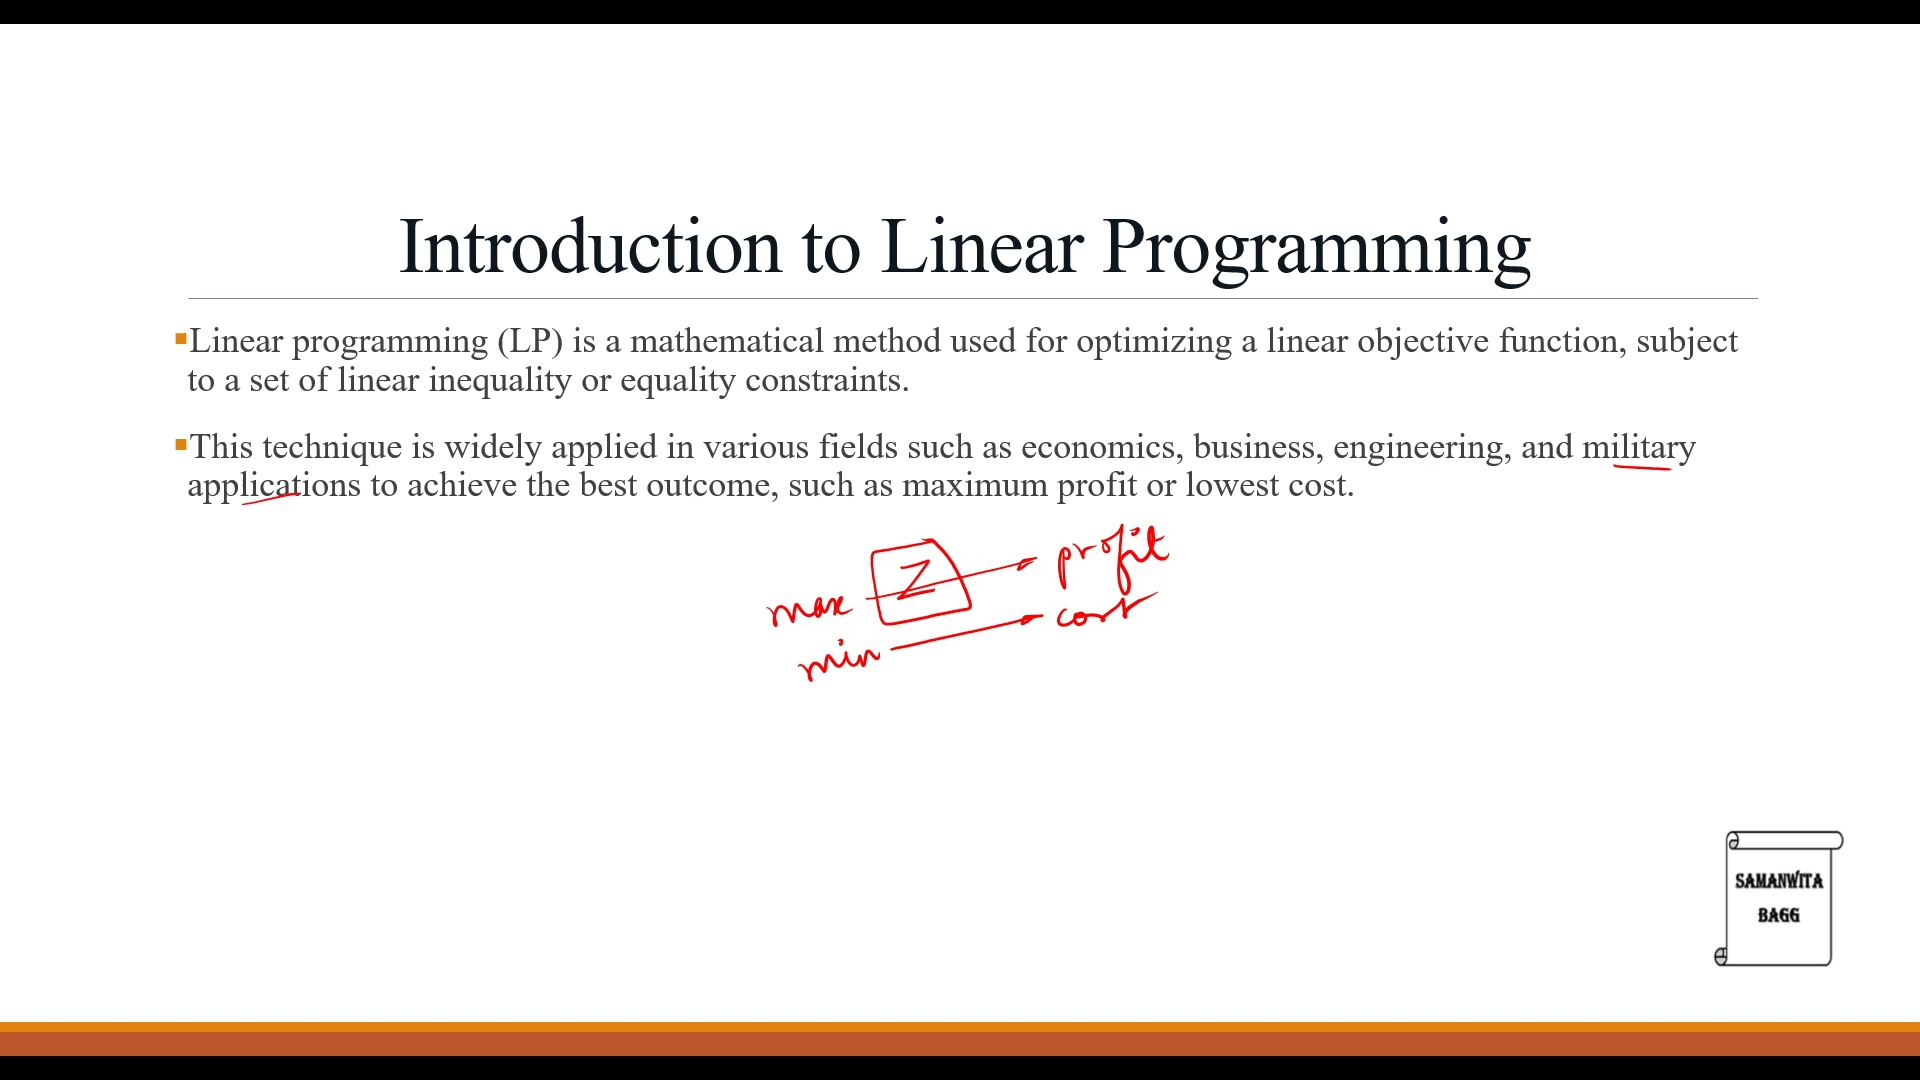 Introduction to Linear Programming
▪Linear programming (LP) is a mathematical method used for optimizing a linear objective function, subject
to a set of linear inequality or equality constraints.
▪This technique is widely applied in various fields such as economics, business, engineering, and military
applications to achieve the best outcome, such as maximum profit or lowest cost.
max Z → profit
min → cost
SAMANWITA
BAGG